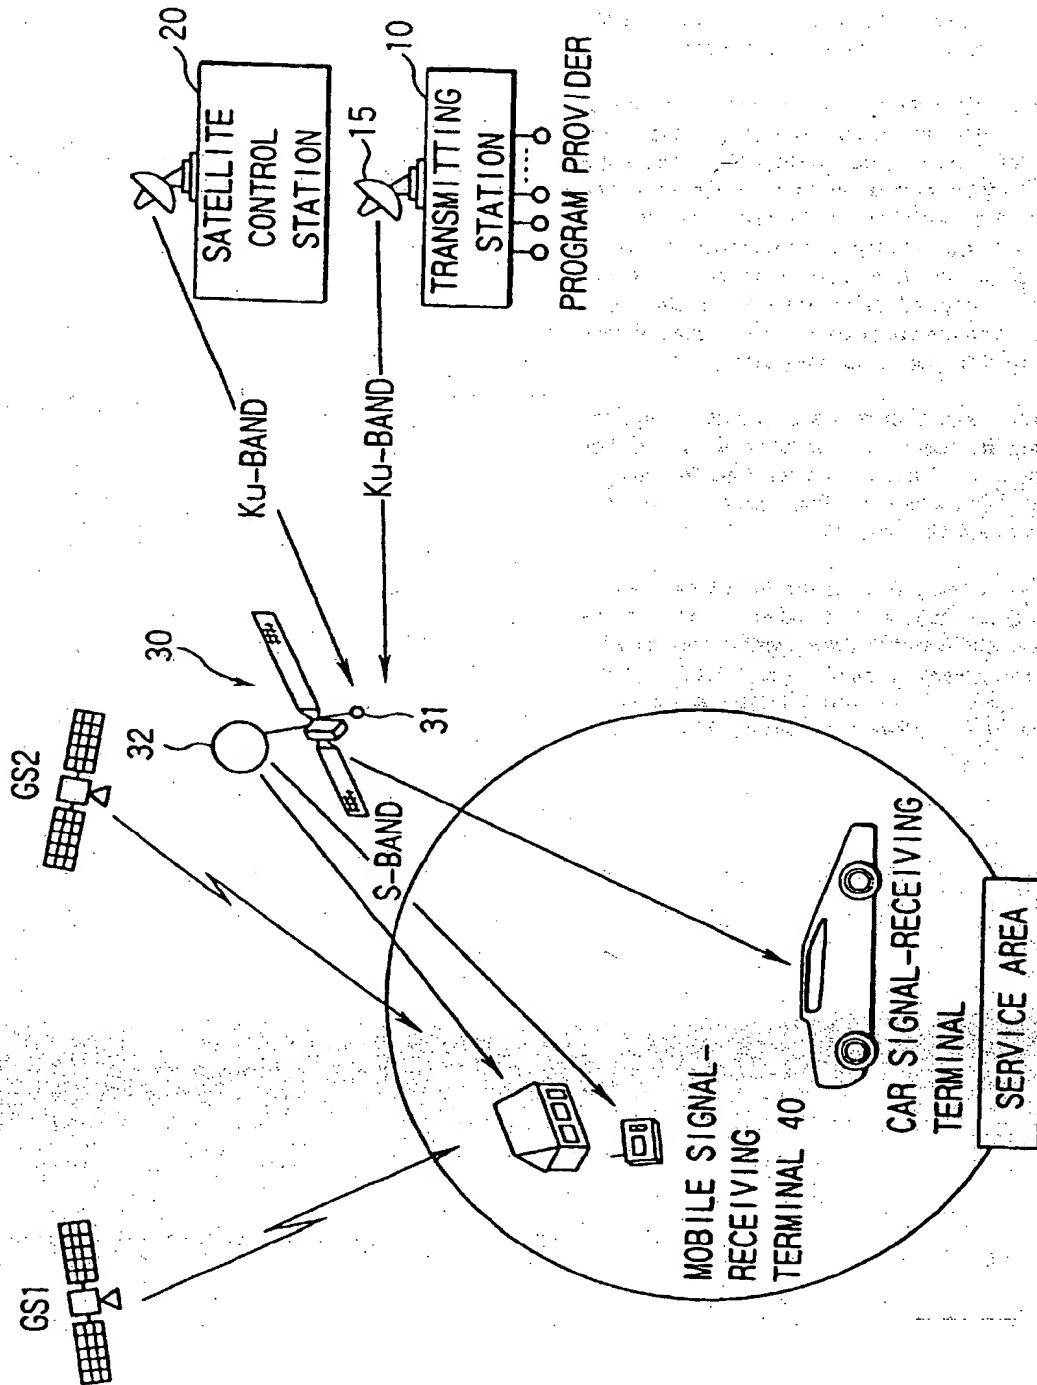 GS1
GS2
32
30
31
S-BAND
Ku-BAND
Ku-BAND
20
SATELLITE
CONTROL
STATION
15
10
TRANSMITTING
STATION
PROGRAM PROVIDER
MOBILE SIGNAL-
RECEIVING
TERMINAL 40
CAR SIGNAL-RECEIVING
TERMINAL
SERVICE AREA